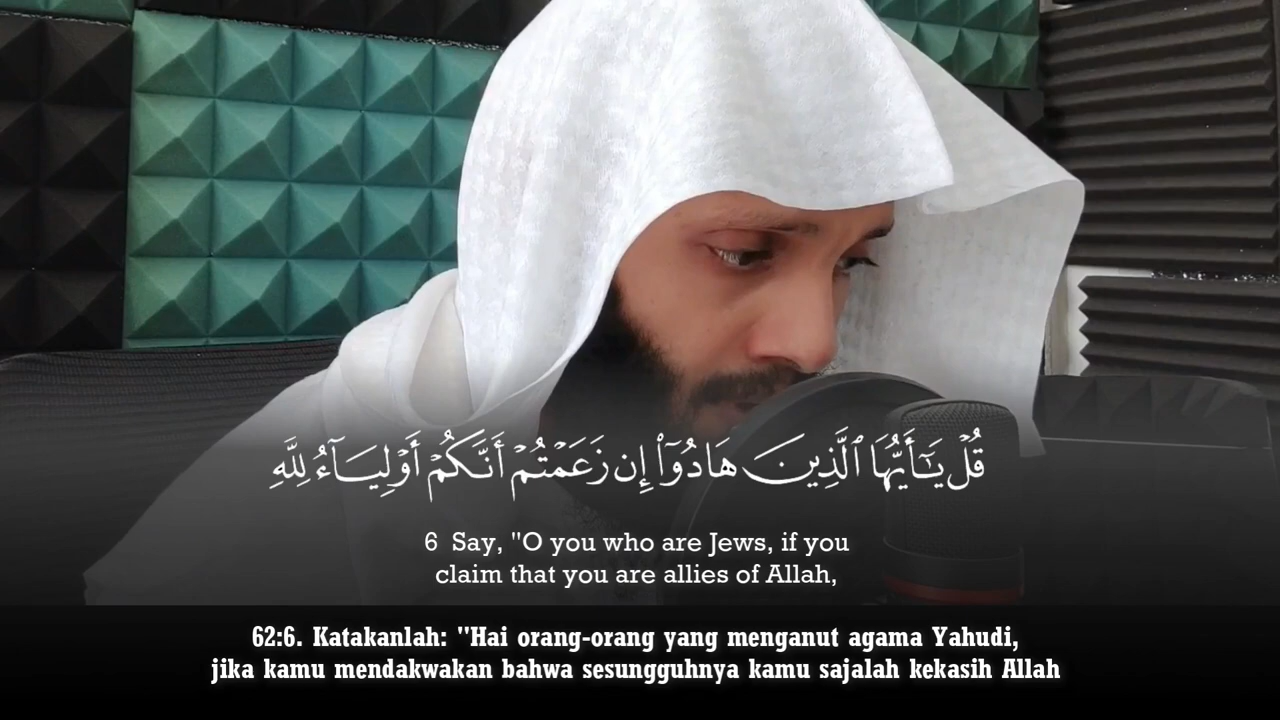 قُلْ يَـٰٓأَيُّهَا ٱلَّذِينَ هَادُوٓا۟ إِن زَعَمْتُمْ أَنَّكُمْ أَوْلِيَآءُ لِلَّهِ
6 Say, "O you who are Jews, if you
claim that you are allies of Allah,
62:6. Katakanlah: "Hai orang-orang yang menganut agama Yahudi,
jika kamu mendakwakan bahwa sesungguhnya kamu sajalah kekasih Allah